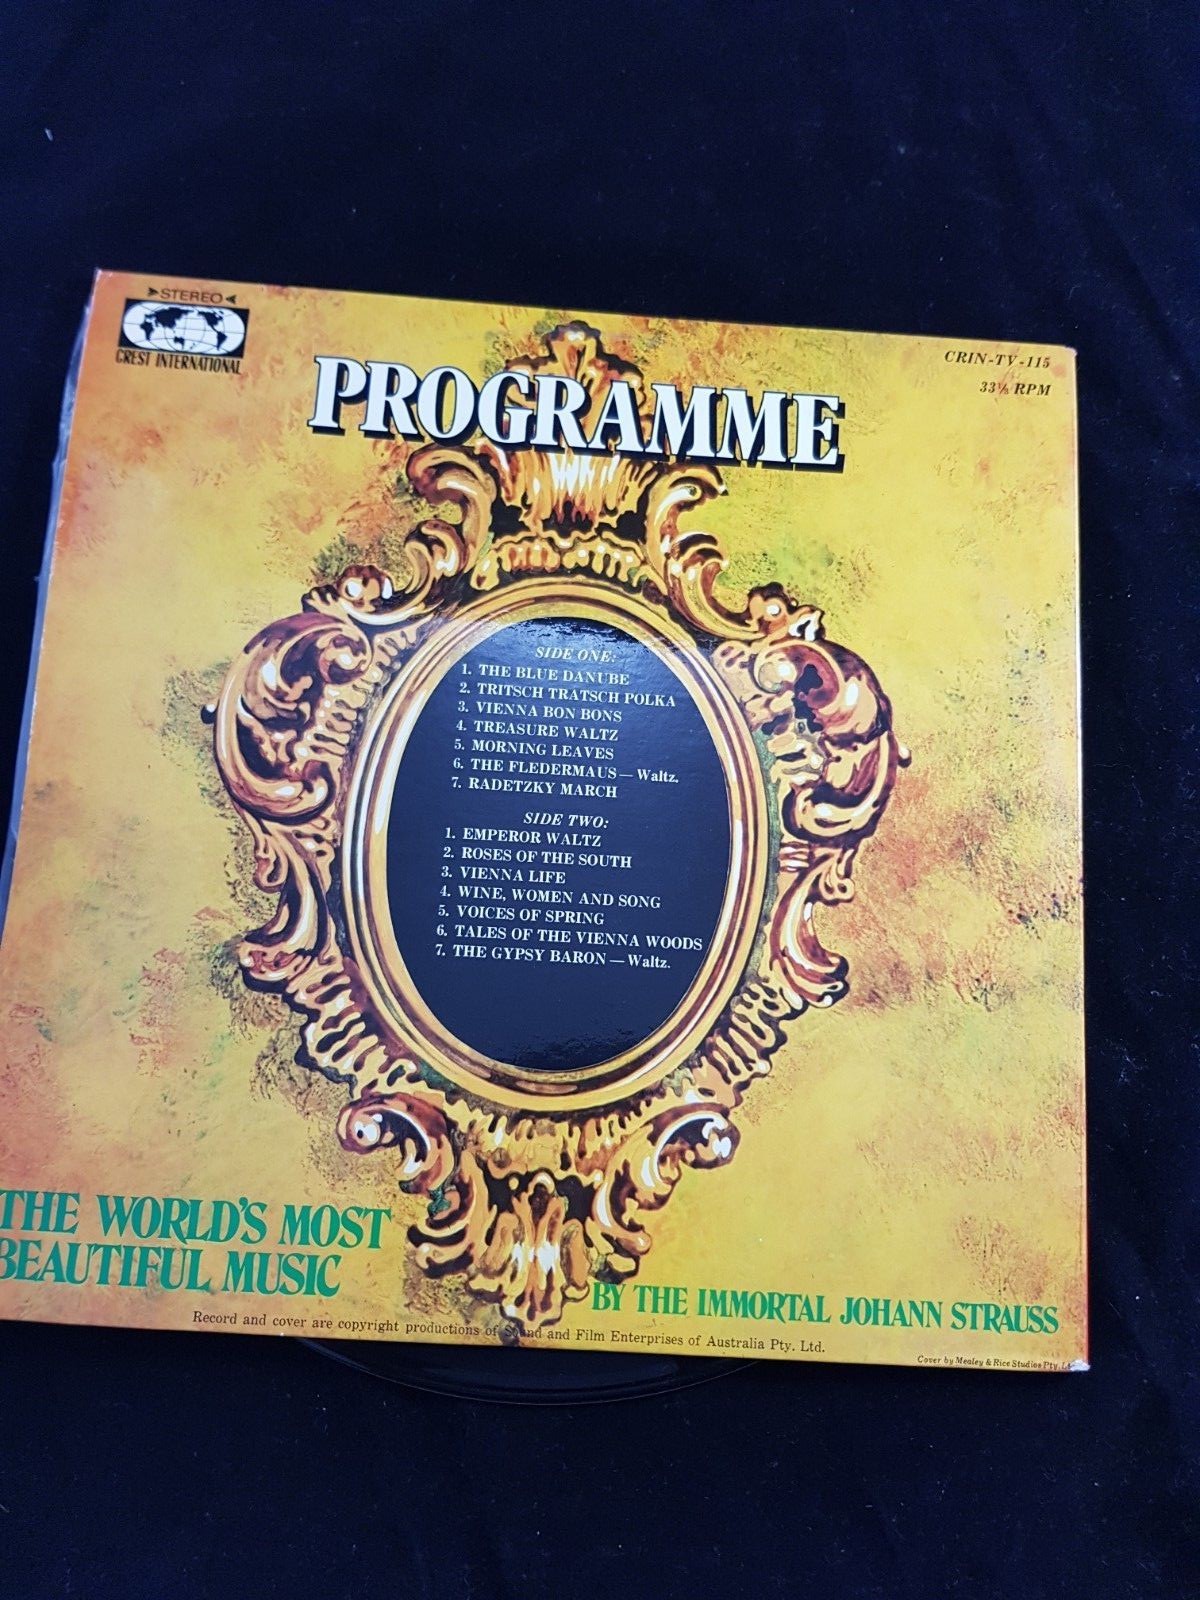 STEREO
CREST INTERNATIONAL
CRIN-TV-115
33⅓ RPM
PROGRAMME
SIDE ONE:
1. THE BLUE DANUBE
2. TRITSCH TRATSCH POLKA
3. VIENNA BON BONS
4. TREASURE WALTZ
5. MORNING LEAVES
6. THE FLEDERMAUS — Waltz.
7. RADETZKY MARCH
SIDE TWO:
1. EMPEROR WALTZ
2. ROSES OF THE SOUTH
3. VIENNA LIFE
4. WINE, WOMEN AND SONG
5. VOICES OF SPRING
6. TALES OF THE VIENNA WOODS
7. THE GYPSY BARON — Waltz.
THE WORLD'S MOST
BEAUTIFUL MUSIC
BY THE IMMORTAL JOHANN STRAUSS
Record and cover are copyright productions of Sound and Film Enterprises of Australia Pty. Ltd.
Cover by Mealey & Rice Studios Pty.